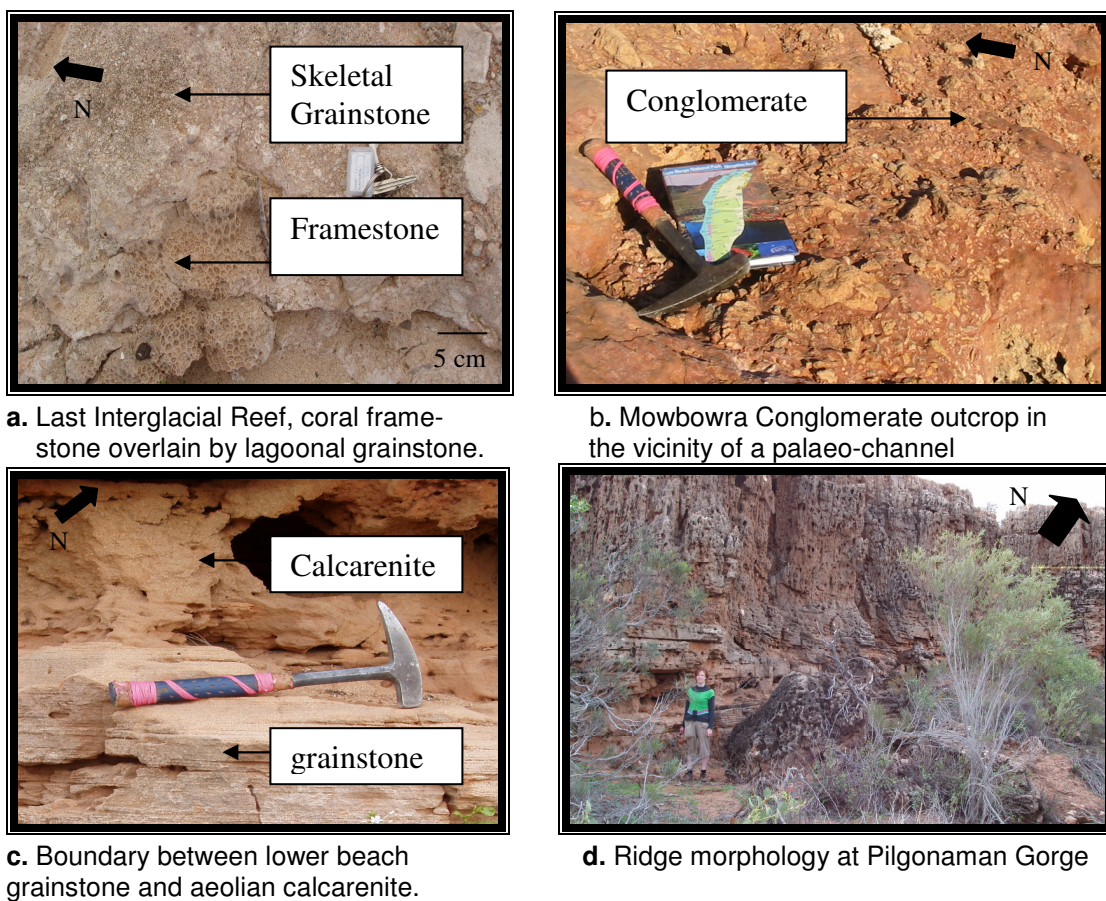 N
Skeletal
Grainstone
Framestone
5 cm
a. Last Interglacial Reef, coral frame-
stone overlain by lagoonal grainstone.
N
Conglomerate
b. Mowbowra Conglomerate outcrop in
the vicinity of a palaeo-channel
N
Calcarenite
grainstone
c. Boundary between lower beach
grainstone and aeolian calcarenite.
N
d. Ridge morphology at Pilgonaman Gorge